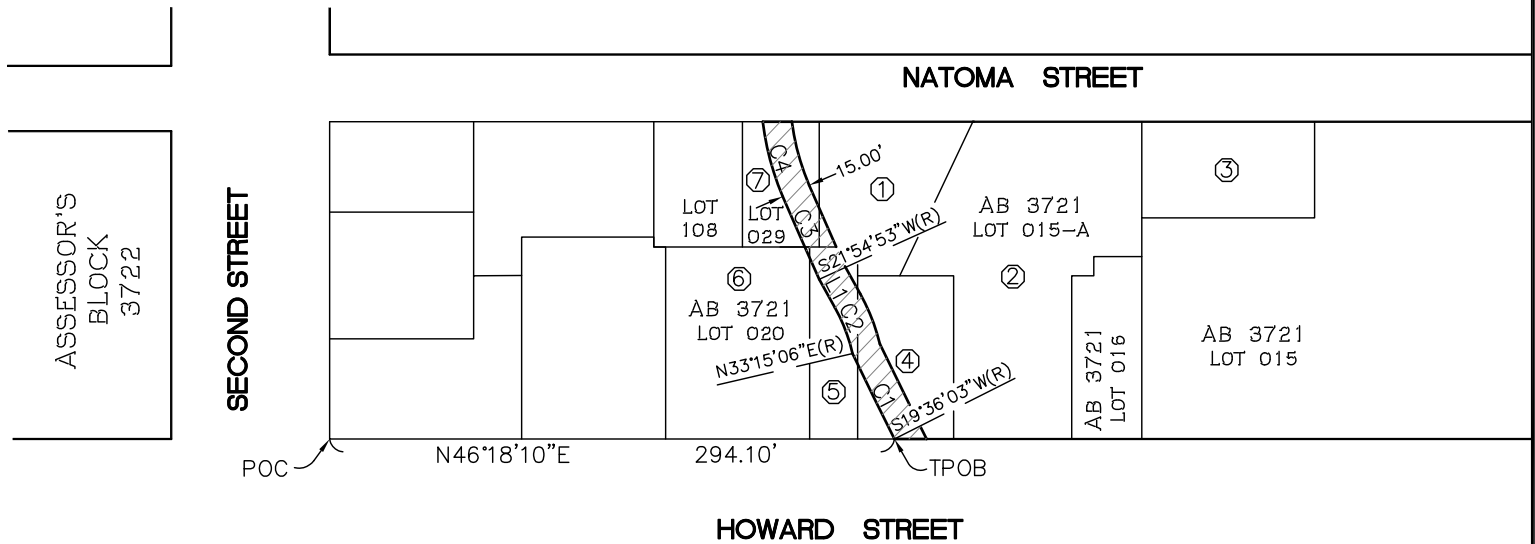 NATOMA STREET
ASSESSOR'S
BLOCK
3722
SECOND STREET
LOT
108
7
LOT
029
C4
15.00'
1
C3
S21°54'53"W(R)
AB 3721
LOT 015-A
2
3
6
AB 3721
LOT 020
L1
C2
N33°15'06"E(R)
4
5
C1
S19°36'03"W(R)
AB 3721
LOT 016
AB 3721
LOT 015
POC
N46°18'10"E
294.10'
TPOB
HOWARD STREET